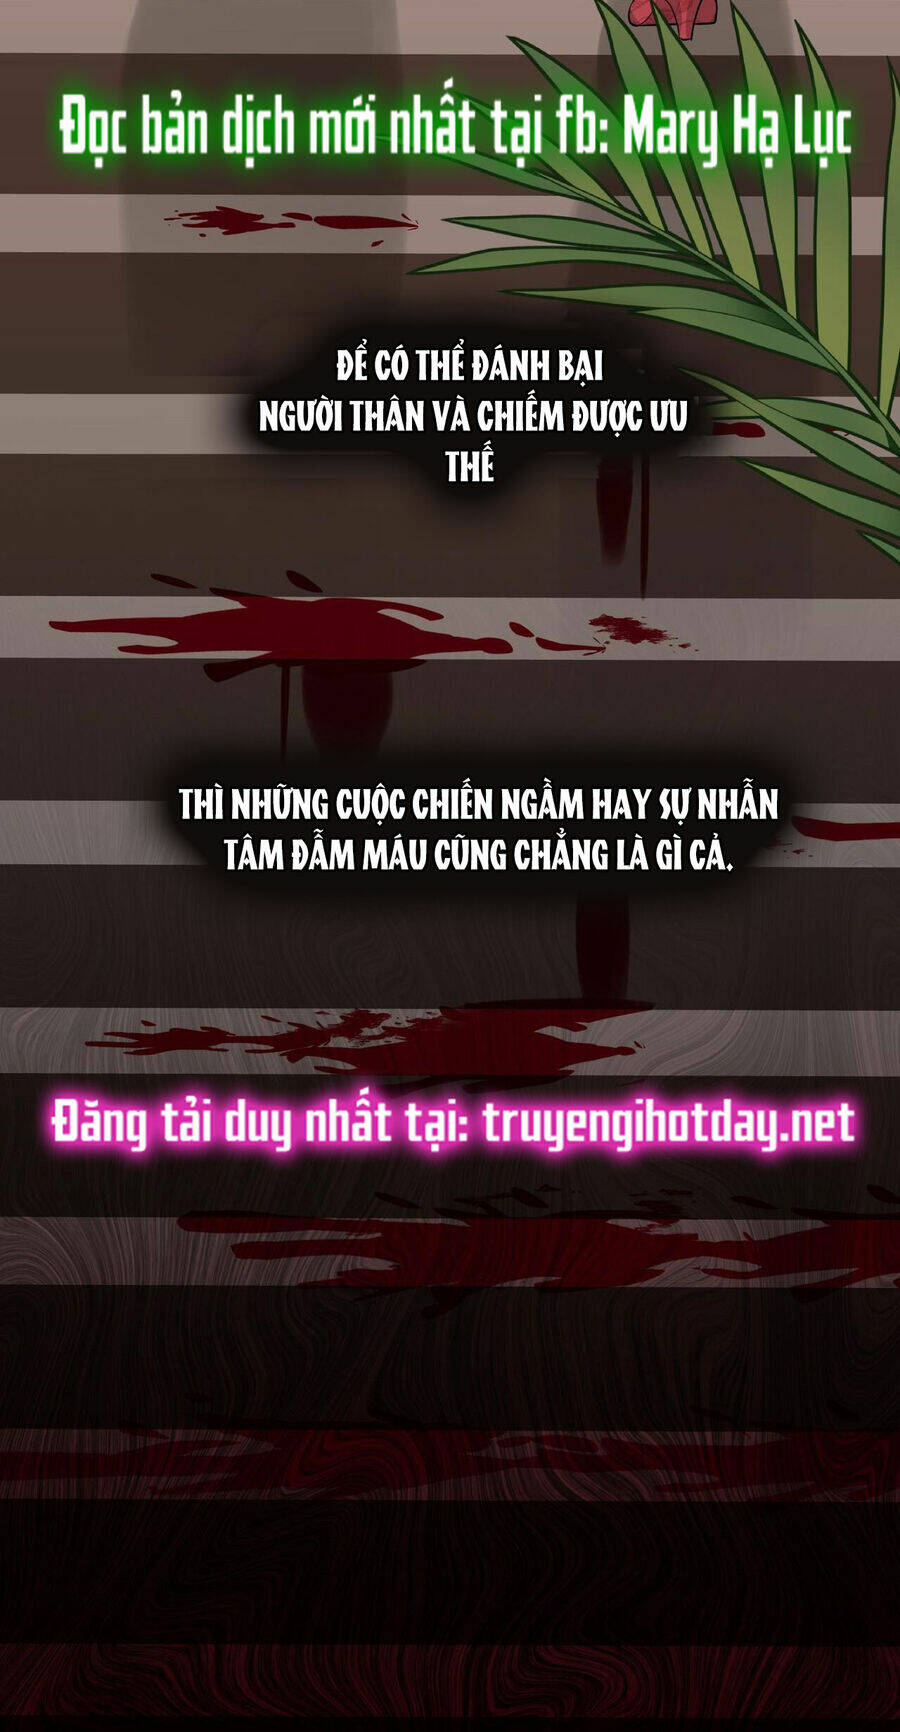 Đọc bản dịch mới nhất tại fb: Mary Hạ Lục
ĐỂ CÓ THỂ ĐÁNH BẠI
NGƯỜI THÂN VÀ CHIẾM ĐƯỢC ƯU
THẾ
THÌ NHỮNG CUỘC CHIẾN NGẦM HAY SỰ NHẪN
TÂM ĐẪM MÁU CŨNG CHẲNG LÀ GÌ CẢ.
Đăng tải duy nhất tại: truyengihotday.net